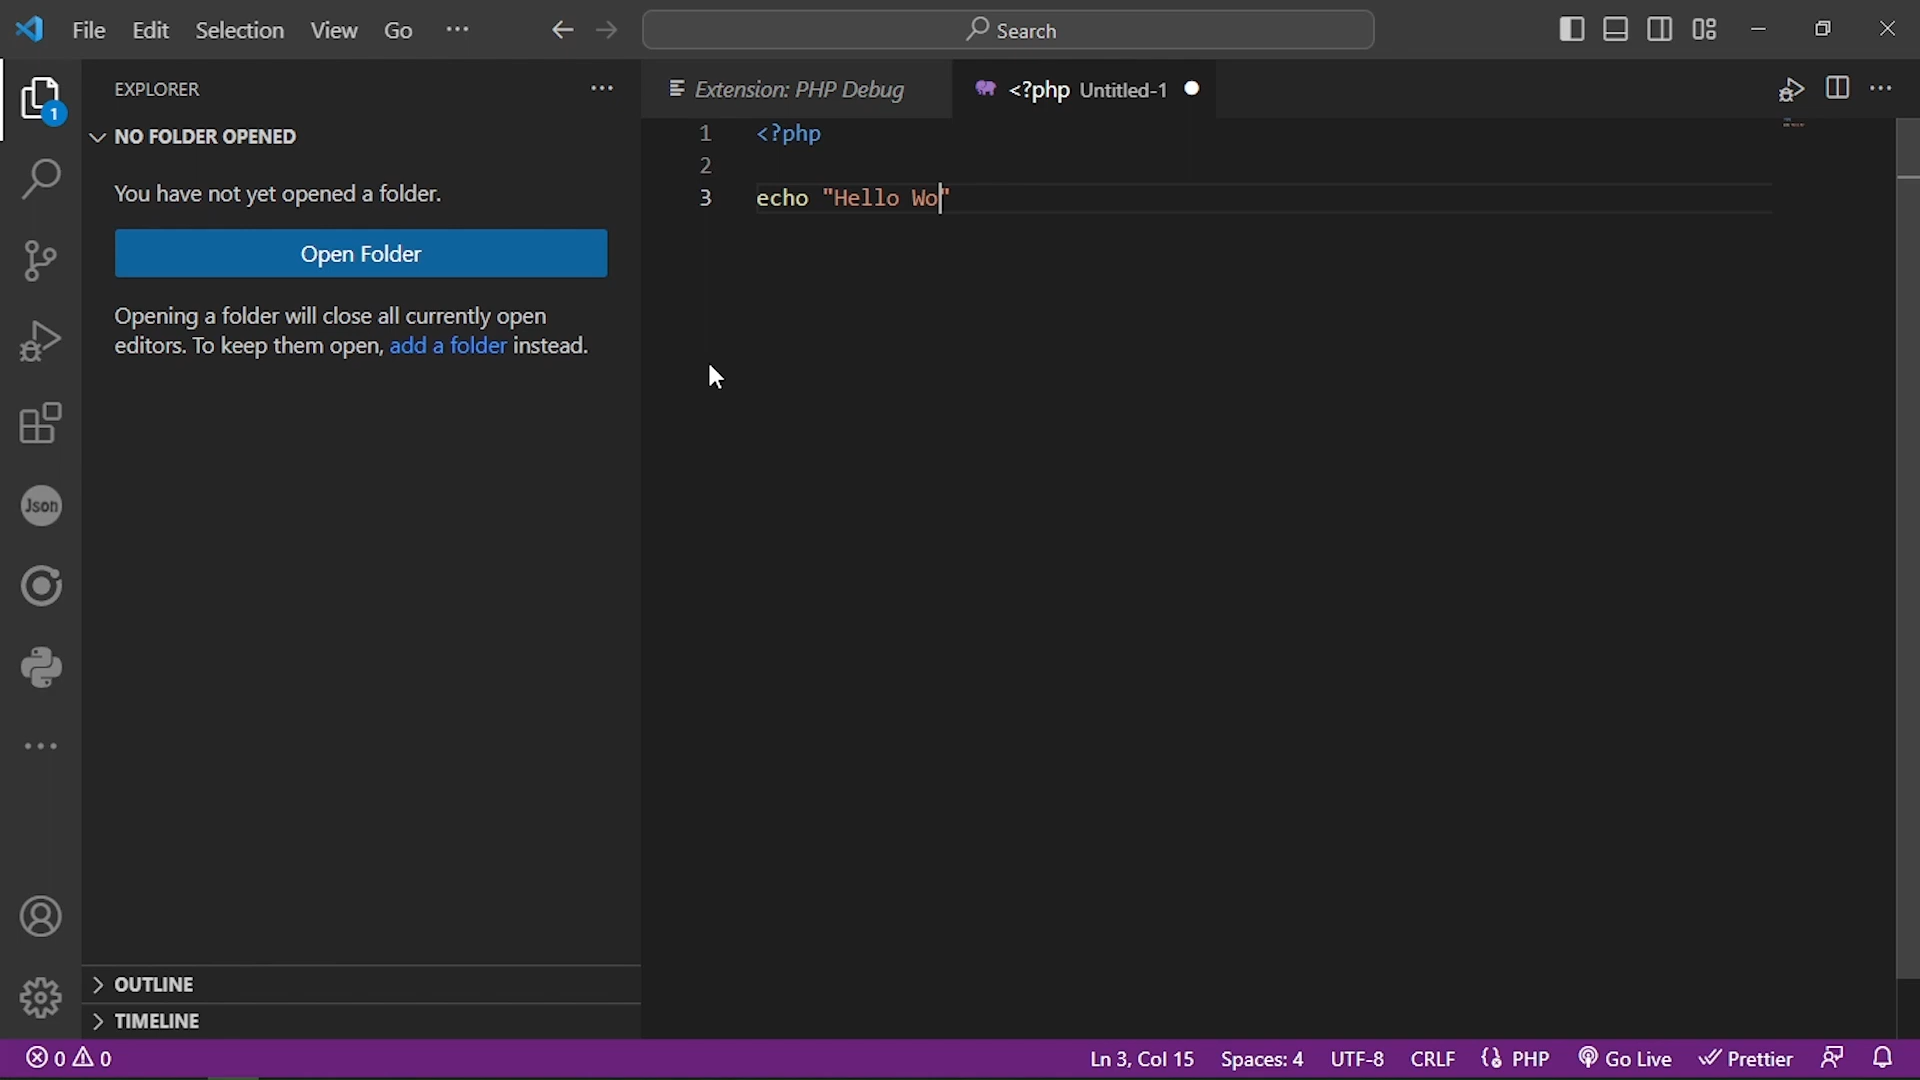 File Edit Selection View Go ··· Search
EXPLORER ···
Extension: PHP Debug
<?php Untitled-1
1
NO FOLDER OPENED
You have not yet opened a folder.
Open Folder
Opening a folder will close all currently open
editors. To keep them open, add a folder instead.
1 <?php
2
3 echo "Hello Wo"
Json
OUTLINE
TIMELINE
0 0 Ln 3, Col 15 Spaces: 4 UTF-8 CRLF PHP Go Live Prettier